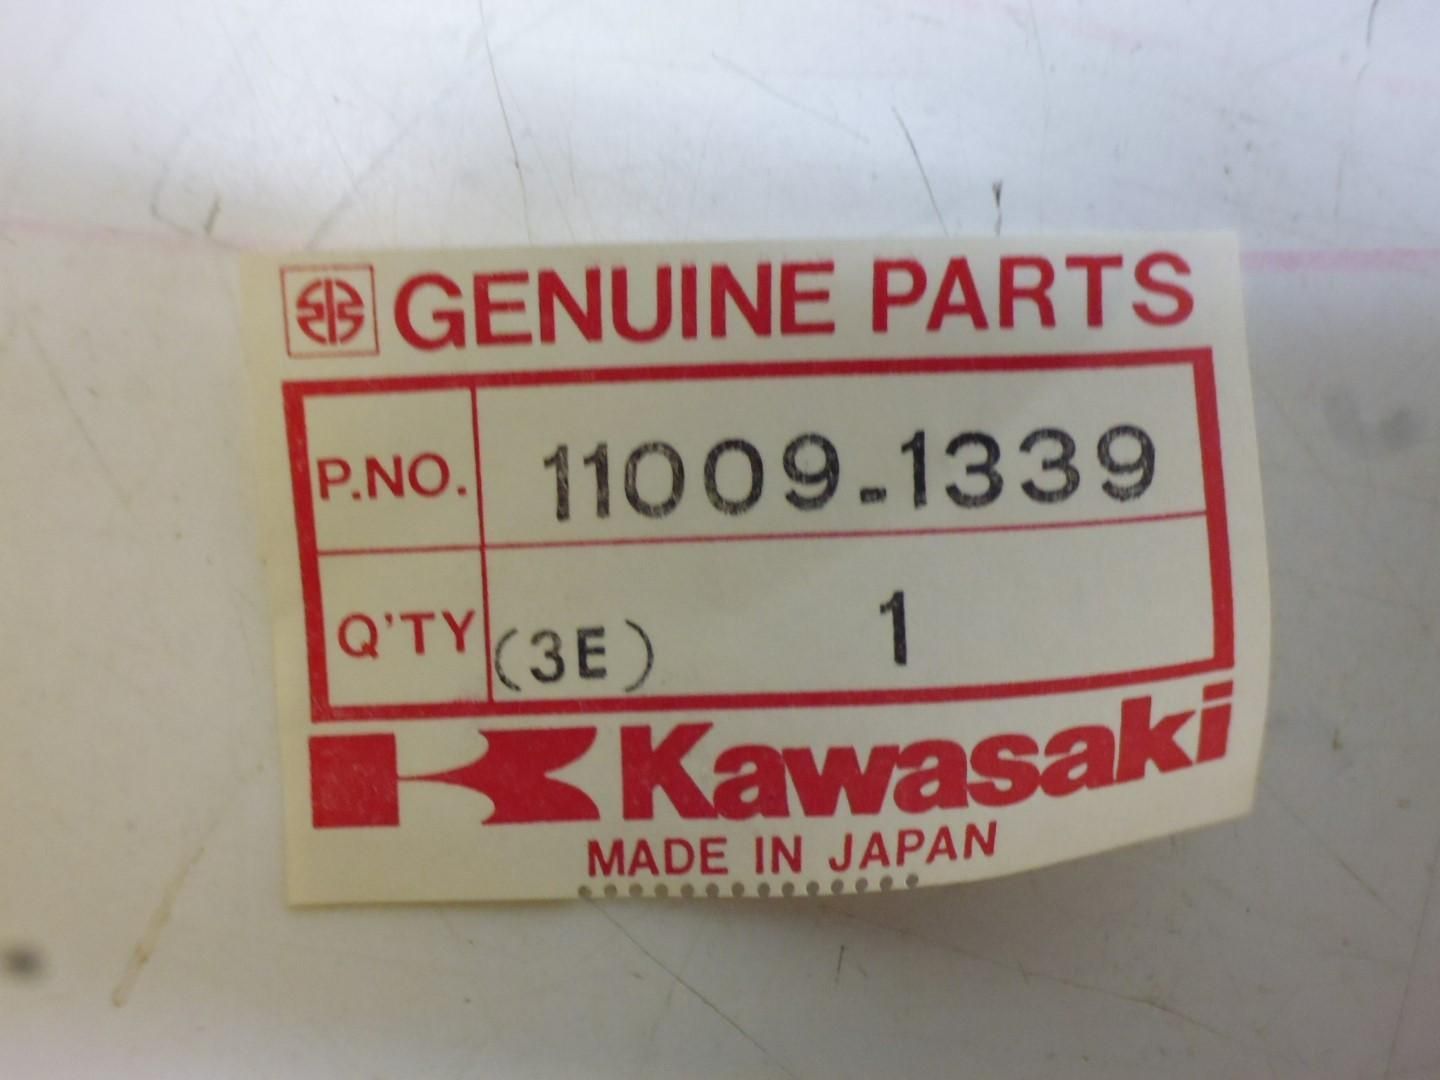 GENUINE PARTS
P.NO. 11009-1339
Q'TY (3E) 1
Kawasaki
MADE IN JAPAN